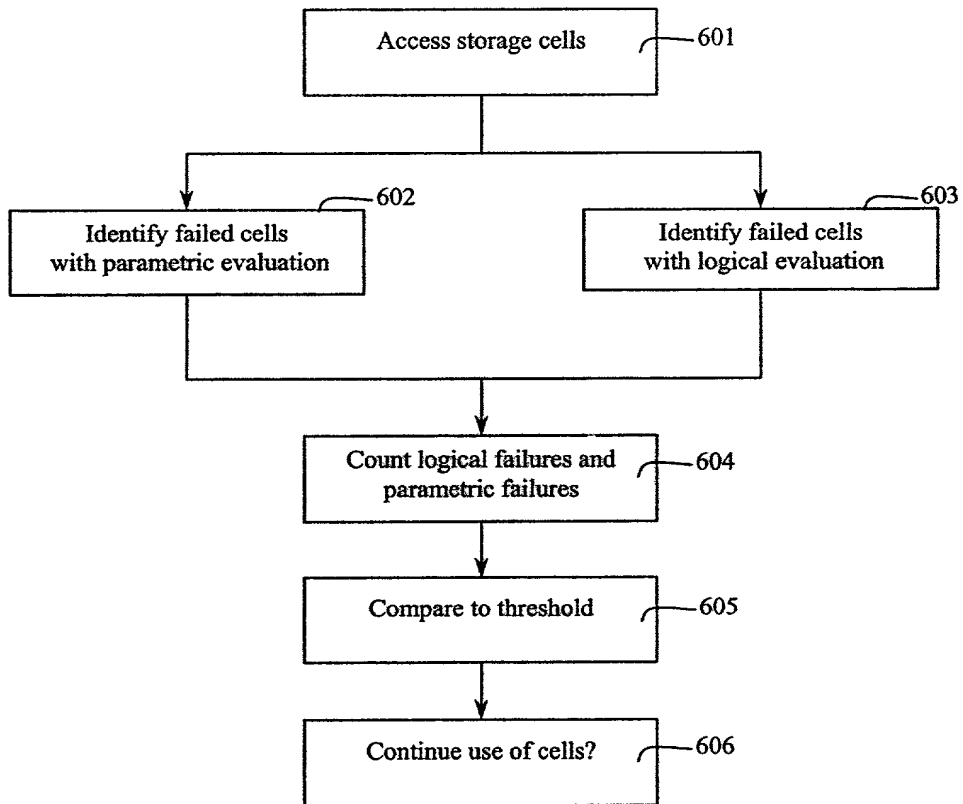 Access storage cells
601
602
Identify failed cells
with parametric evaluation
603
Identify failed cells
with logical evaluation
Count logical failures and
parametric failures
604
Compare to threshold
605
Continue use of cells?
606